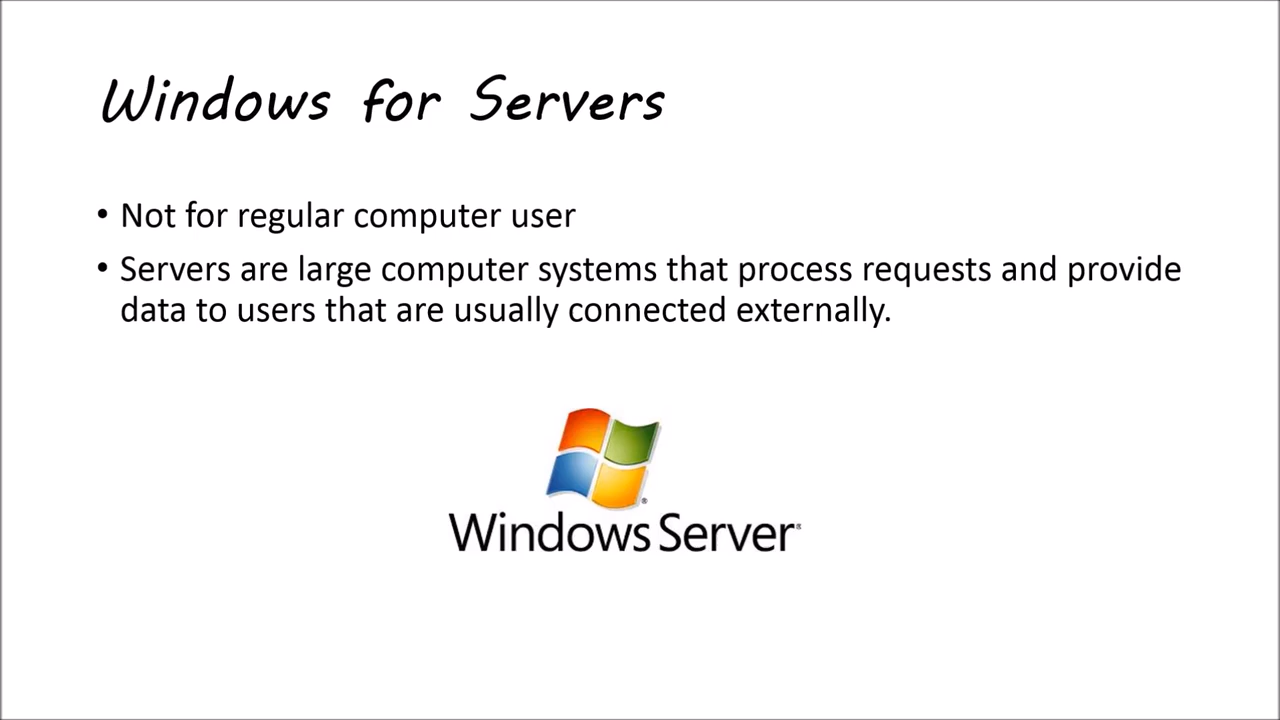 Windows for Servers
• Not for regular computer user
• Servers are large computer systems that process requests and provide
data to users that are usually connected externally.
Windows Server®